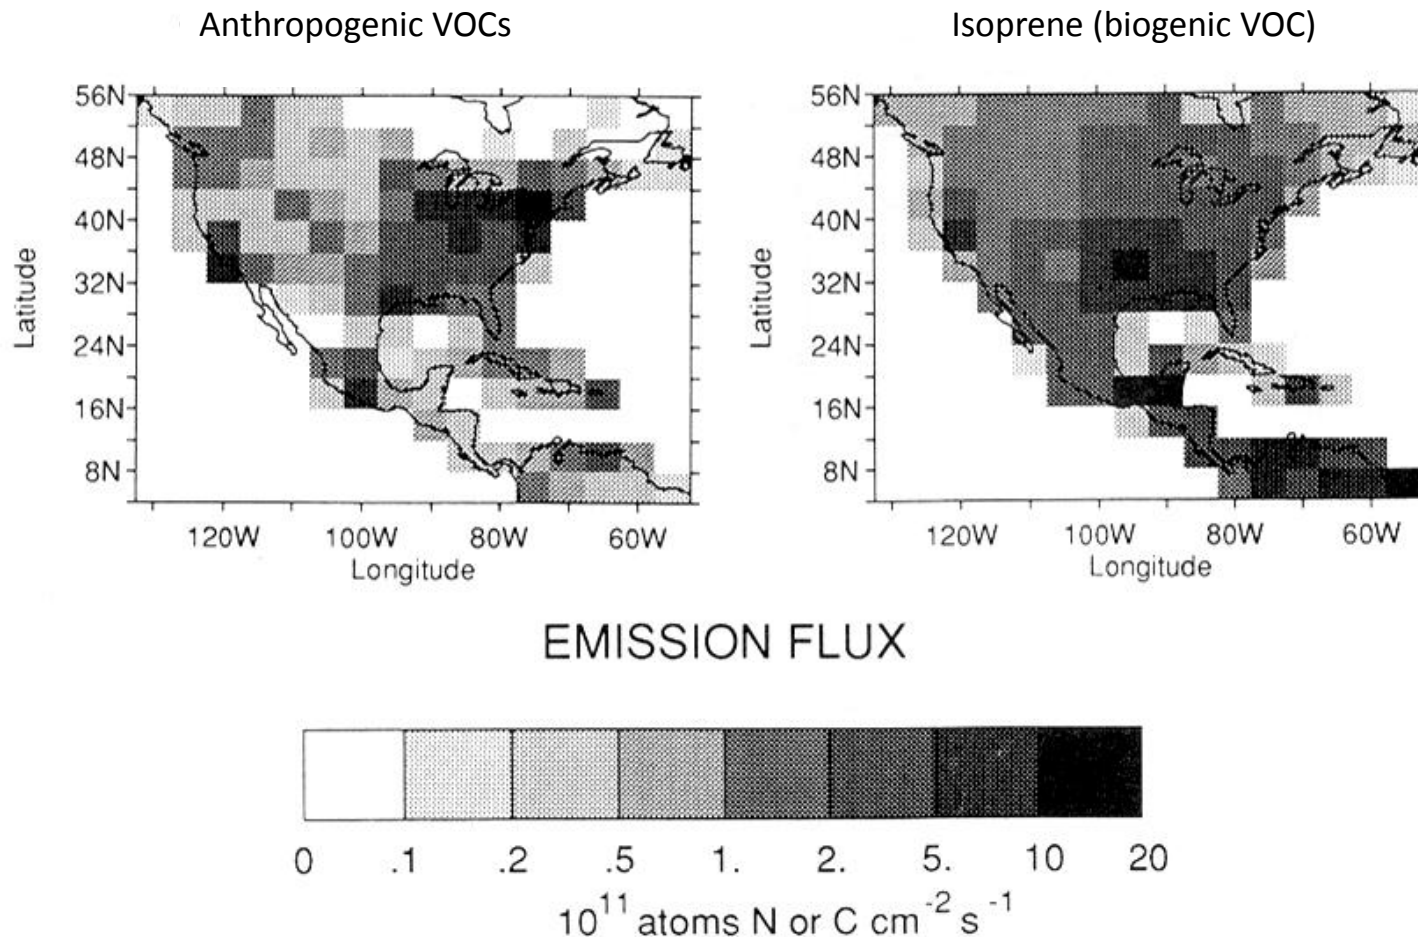 Anthropogenic VOCs
Isoprene (biogenic VOC)
56N
48N
40N
32N
24N
16N
8N
Latitude
120W 100W 80W 60W
Longitude
56N
48N
40N
32N
24N
16N
8N
Latitude
120W 100W 80W 60W
Longitude
EMISSION FLUX
0 .1 .2 .5 1. 2. 5. 10 20
10¹¹ atoms N or C cm⁻² s⁻¹